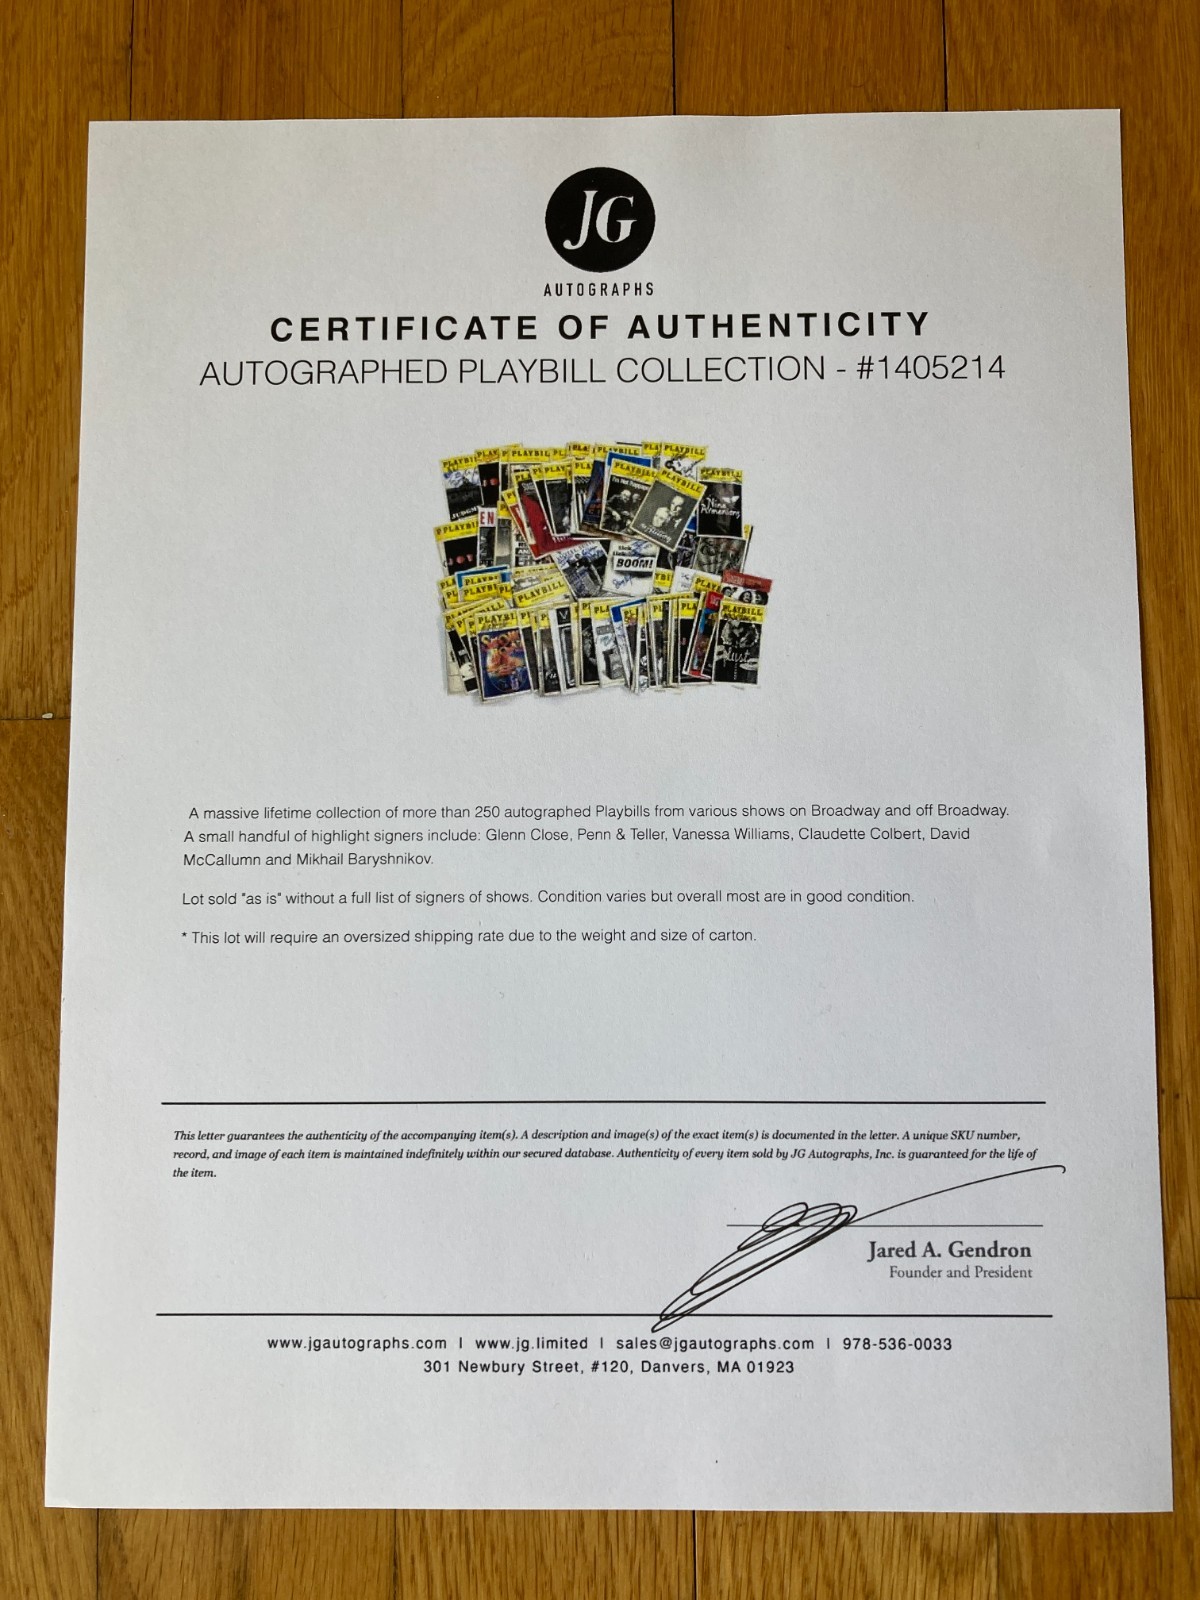 JG
AUTOGRAPHS
CERTIFICATE OF AUTHENTICITY
AUTOGRAPHED PLAYBILL COLLECTION - #1405214
PLAYBILL
PLAYBILL
PLAYBILL
PLAYBILL
BOOM!
PLAYBILL
PLAYBILL
A massive lifetime collection of more than 250 autographed Playbills from various shows on Broadway and off Broadway.
A small handful of highlight signers include: Glenn Close, Penn & Teller, Vanessa Williams, Claudette Colbert, David
McCallumn and Mikhail Baryshnikov.
Lot sold "as is" without a full list of signers of shows. Condition varies but overall most are in good condition.
* This lot will require an oversized shipping rate due to the weight and size of carton.
This letter guarantees the authenticity of the accompanying item(s). A description and image(s) of the exact item(s) is documented in the letter. A unique SKU number,
record, and image of each item is maintained indefinitely within our secured database. Authenticity of every item sold by JG Autographs, Inc. is guaranteed for the life of
the item.
Jared A. Gendron
Founder and President
www.jgautographs.com | www.jg.limited | sales@jgautographs.com | 978-536-0033
301 Newbury Street, #120, Danvers, MA 01923